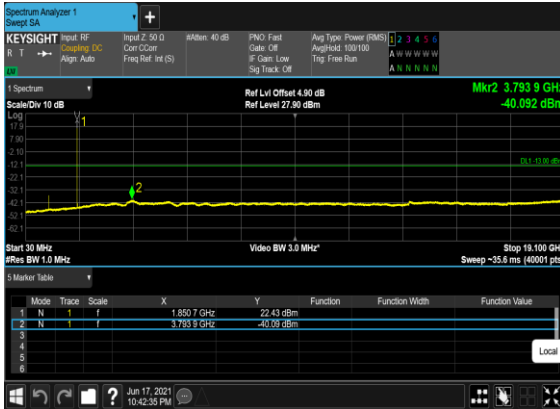 Spectrum Analyzer 1
Swept SA
+
KEYSIGHT Input: RF Input Z: 50 Ω #Atten: 40 dB PNO: Fast Avg Type: Power (RMS) 1 2 3 4 5 6
R T Coupling: DC Corr CCorr Gate: Off Avg|Hold: 100/100 A W W W W W
Align: Auto Freq Ref: Int (S) IF Gain: Low Trig: Free Run
Sig Track: Off A N N N N N
1 Spectrum
Ref Lvl Offset 4.90 dB Mkr2 3.793 9 GHz
Scale/Div 10 dB Ref Level 27.90 dBm -40.092 dBm
Log
17.9
7.90
-2.10
-12.1
-22.1
-32.1
-42.1
-52.1
-62.1
1
2
DL1 -13.00 dBm
Start 30 MHz Video BW 3.0 MHz* Stop 19.100 GHz
#Res BW 1.0 MHz Sweep ~35.6 ms (40001 pts)
5 Marker Table
Mode Trace Scale X Y Function Function Width Function Value
1 N 1 f 1.850 7 GHz 22.43 dBm
2 N 1 f 3.793 9 GHz -40.09 dBm
3
4
5
6
Local
?
Jun 17, 2021
10:42:35 PM